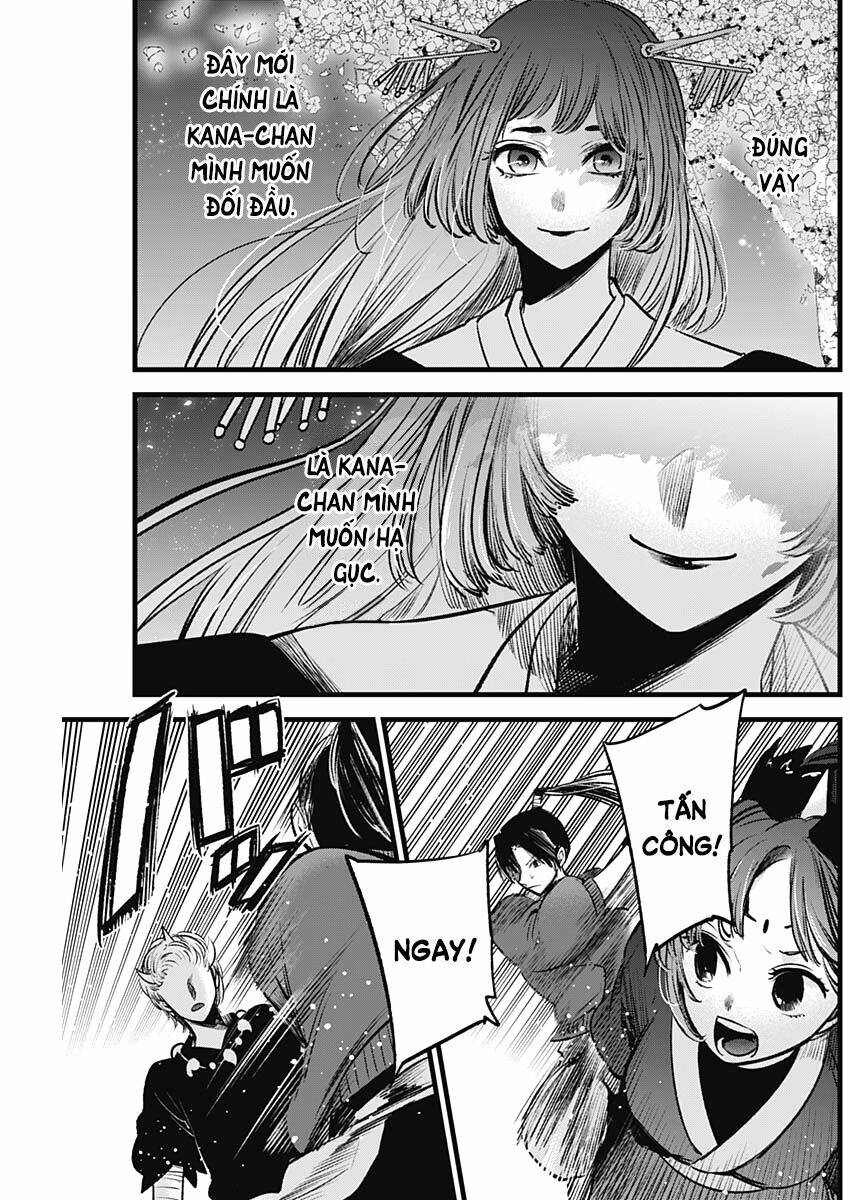 ĐÚNG
VẬY
ĐÂY MỚI
CHÍNH LÀ
KANA-CHAN
MÌNH MUỐN
ĐỐI ĐẦU.
LÀ KANA-
CHAN MÌNH
MUỐN HẠ
GỤC.
TẤN
CÔNG!
NGAY!